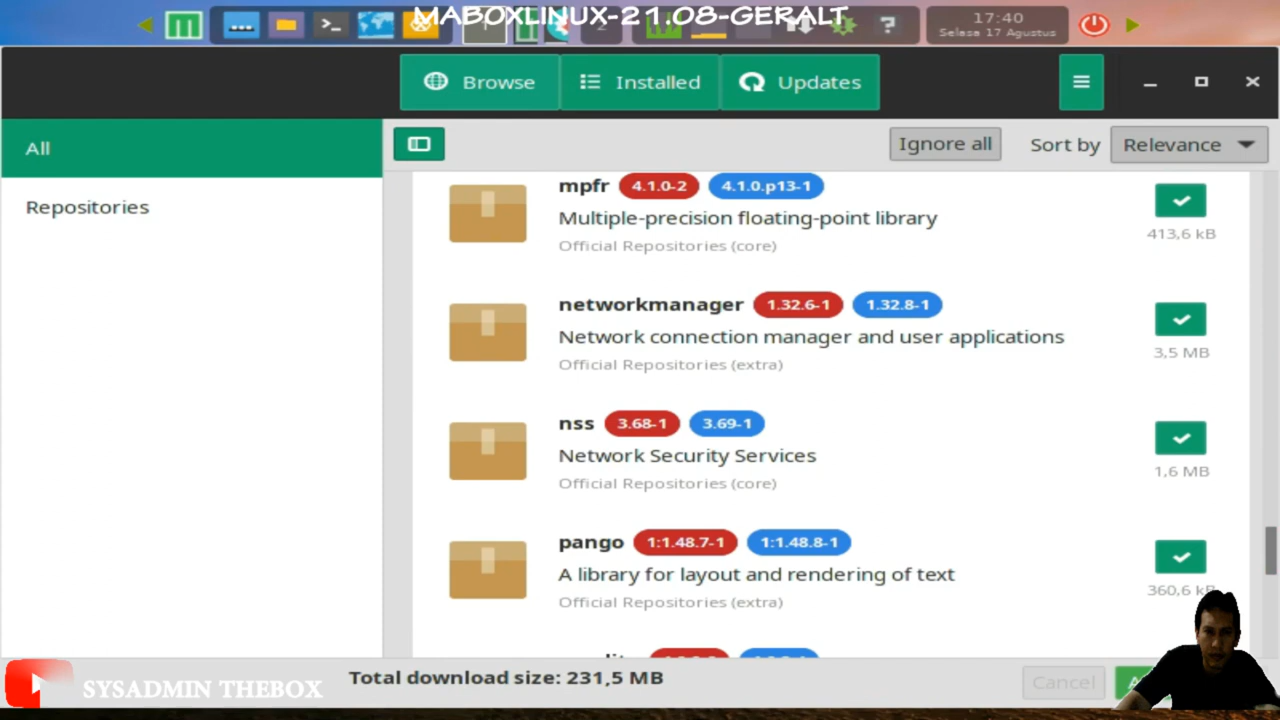 MABOXLINUX-21.08-GERALT
17:40
Selasa 17 Agustus
Browse
Installed
Updates
All
Repositories
Ignore all
Sort by
Relevance
mpfr 4.1.0-2 4.1.0.p13-1
Multiple-precision floating-point library
Official Repositories (core)
413,6 kB
networkmanager 1.32.6-1 1.32.8-1
Network connection manager and user applications
Official Repositories (extra)
3,5 MB
nss 3.68-1 3.69-1
Network Security Services
Official Repositories (core)
1,6 MB
pango 1:1.48.7-1 1:1.48.8-1
A library for layout and rendering of text
Official Repositories (extra)
360,6 kB
Total download size: 231,5 MB
Cancel
SYSADMIN THEBOX